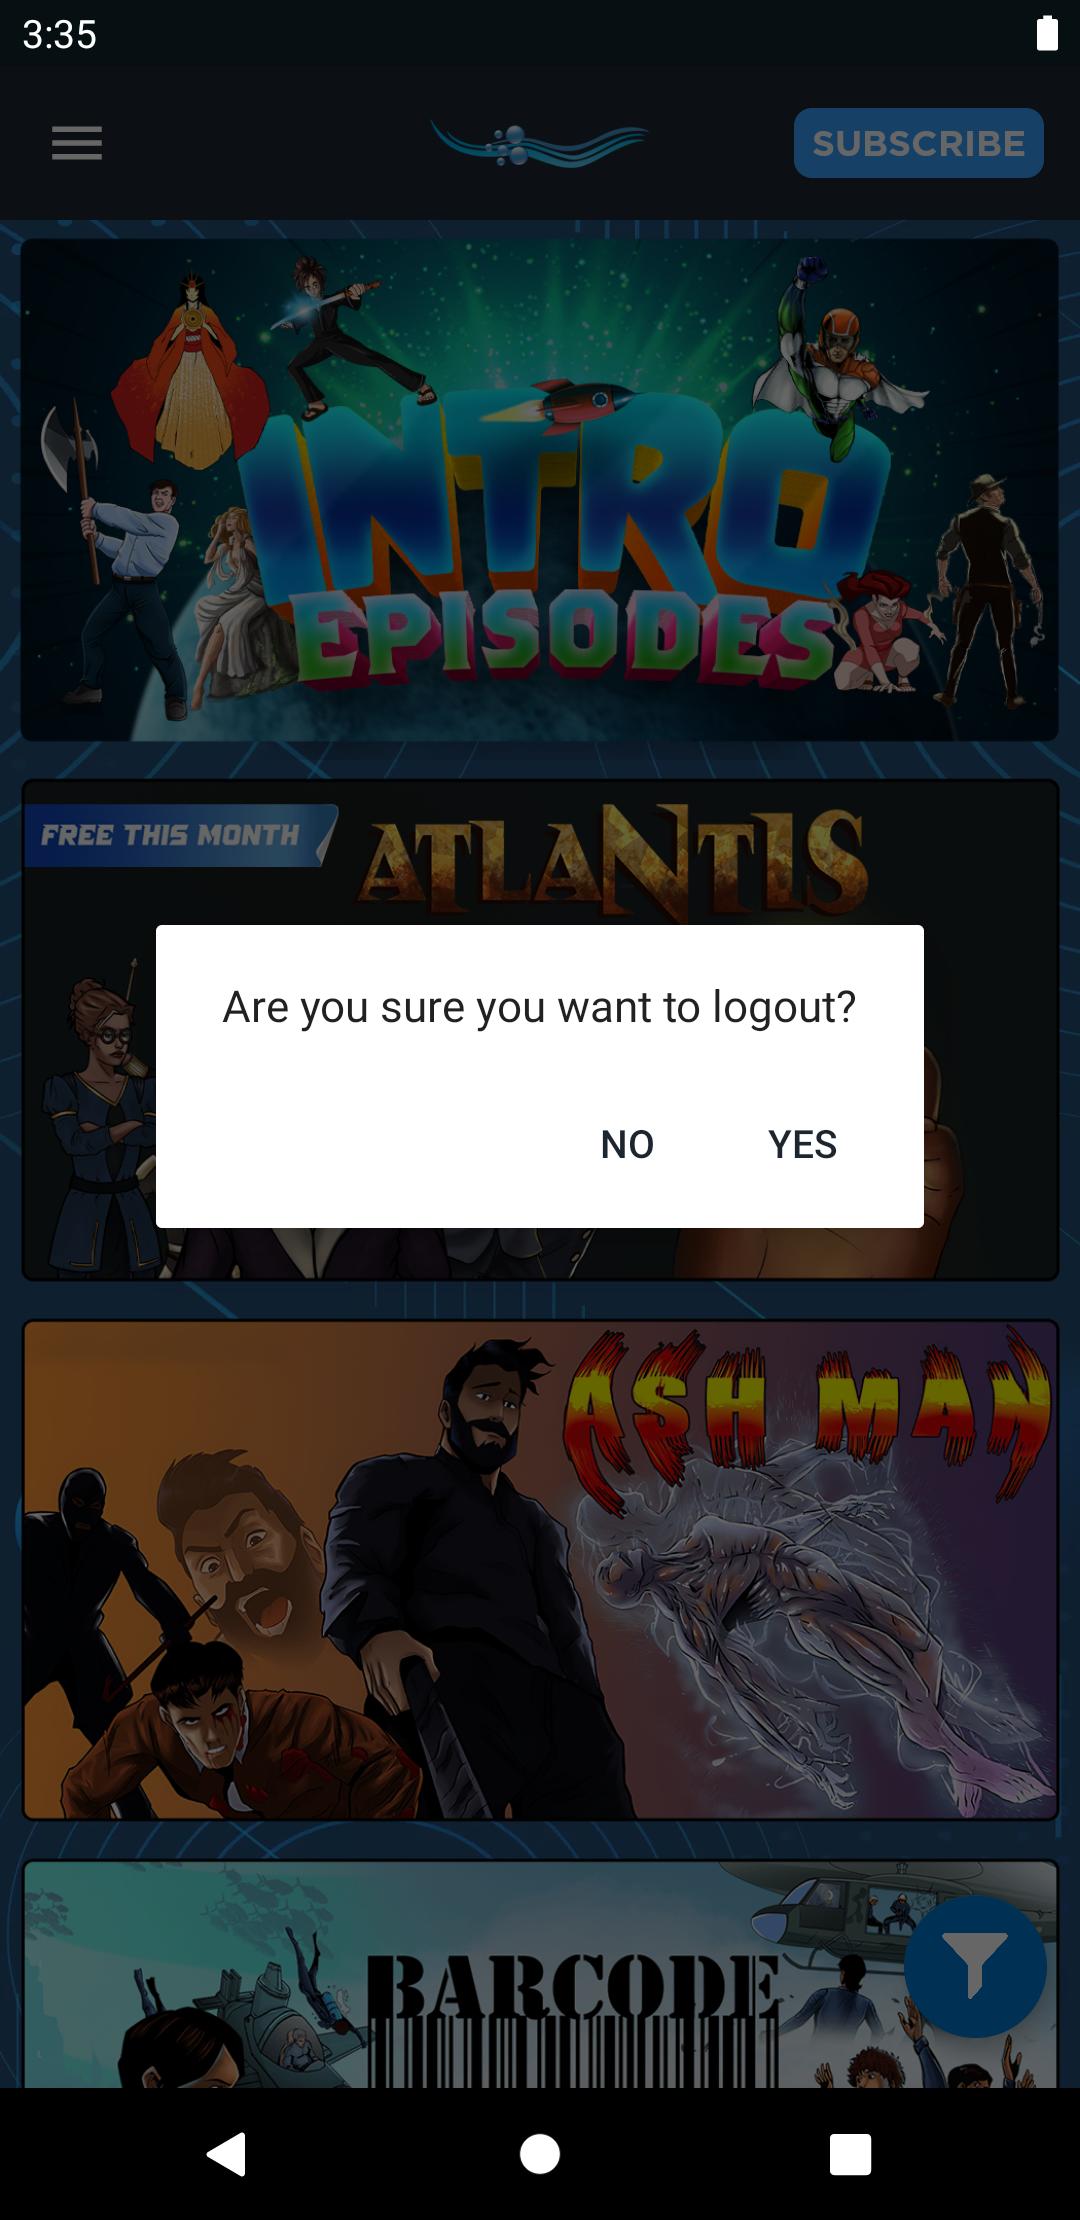 3:35
SUBSCRIBE
INTRO
EPISODES
FREE THIS MONTH
ATLANTIS
Are you sure you want to logout?
NO
YES
ASH MAN
BARCODE